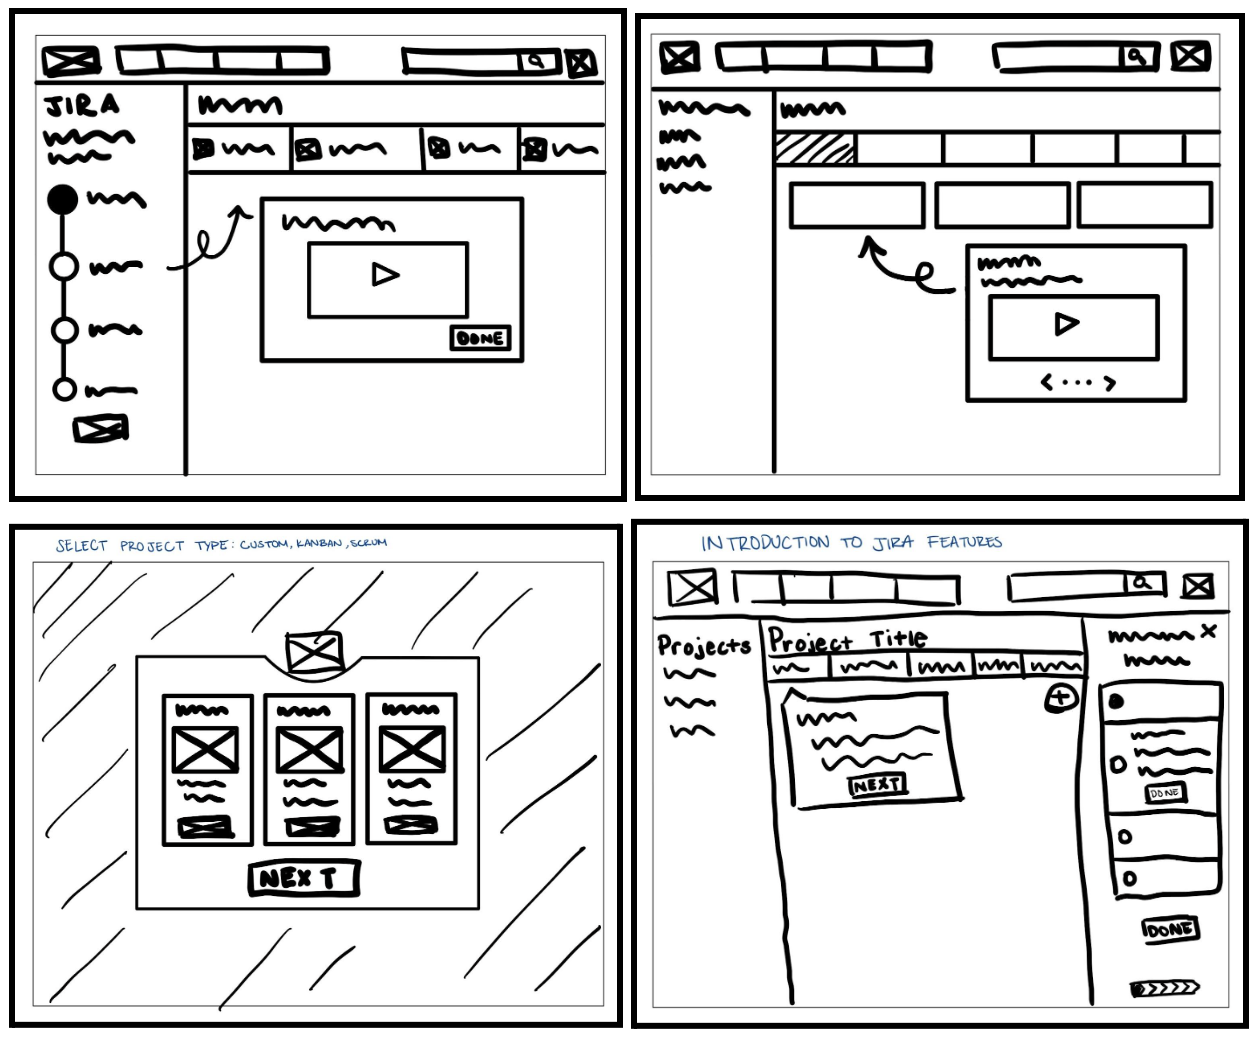 JIRA
DONE
SELECT PROJECT TYPE: CUSTOM, KANBAN, SCRUM
NEXT
INTRODUCTION TO JIRA FEATURES
Projects
Project Title
NEXT
DONE
DONE